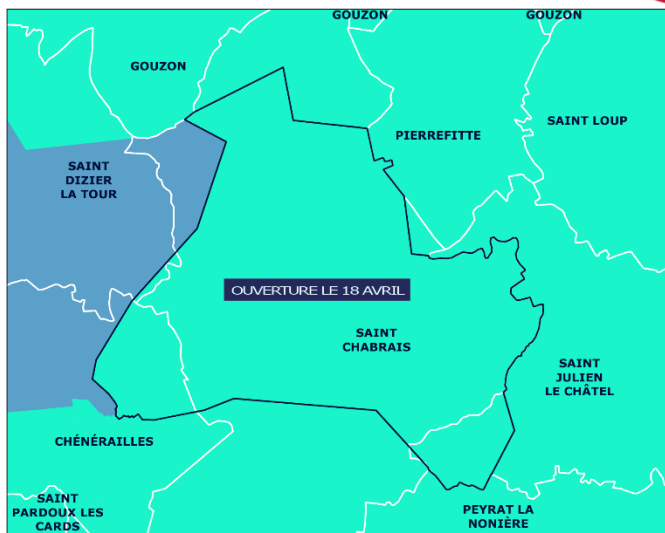 GOUZON
GOUZON
GOUZON
PIERREFITTE
SAINT LOUP
SAINT
DIZIER
LA TOUR
OUVERTURE LE 18 AVRIL
SAINT
CHABRAIS
SAINT
JULIEN
LE CHÂTEL
CHÉNÉRAILLES
SAINT
PARDOUX LES
CARDS
PEYRAT LA
NONIÈRE